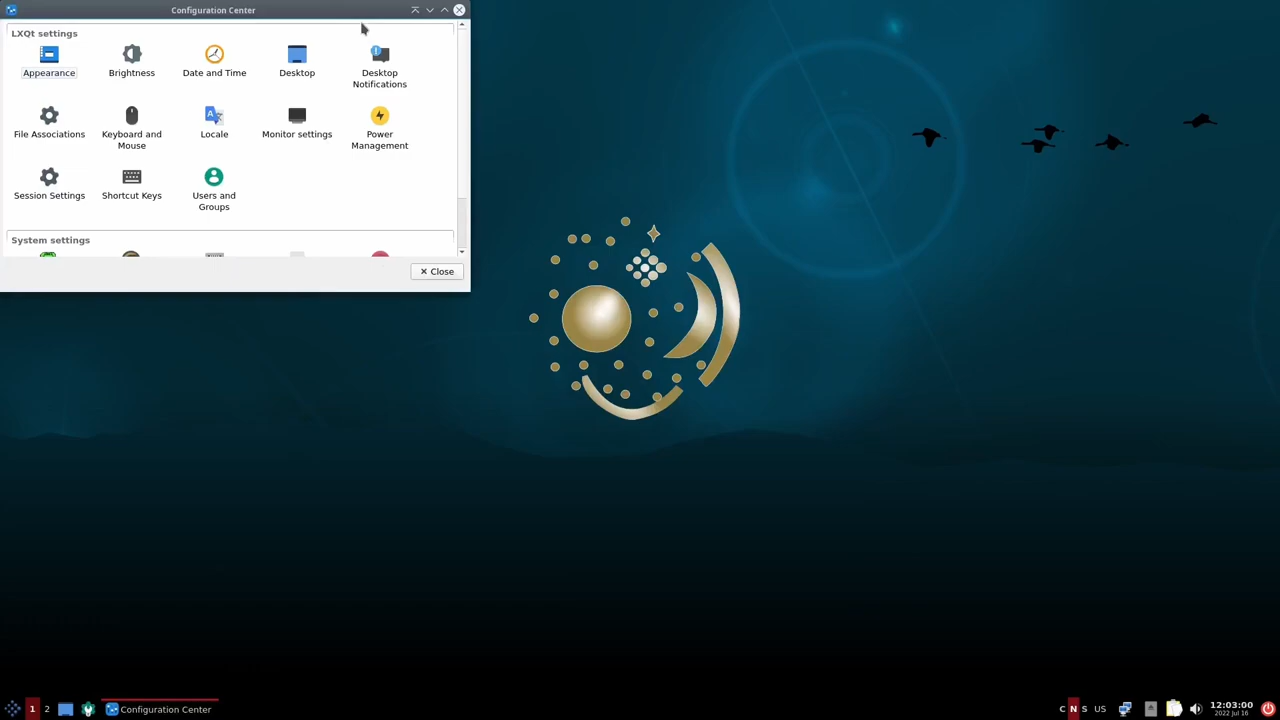 Configuration Center
LXQt settings
Appearance
Brightness
Date and Time
Desktop
Desktop
Notifications
File Associations
Keyboard and
Mouse
Locale
Monitor settings
Power
Management
Session Settings
Shortcut Keys
Users and
Groups
System settings
Close
1
2
Configuration Center
C N S
US
12:03:00
2022 Jul 16